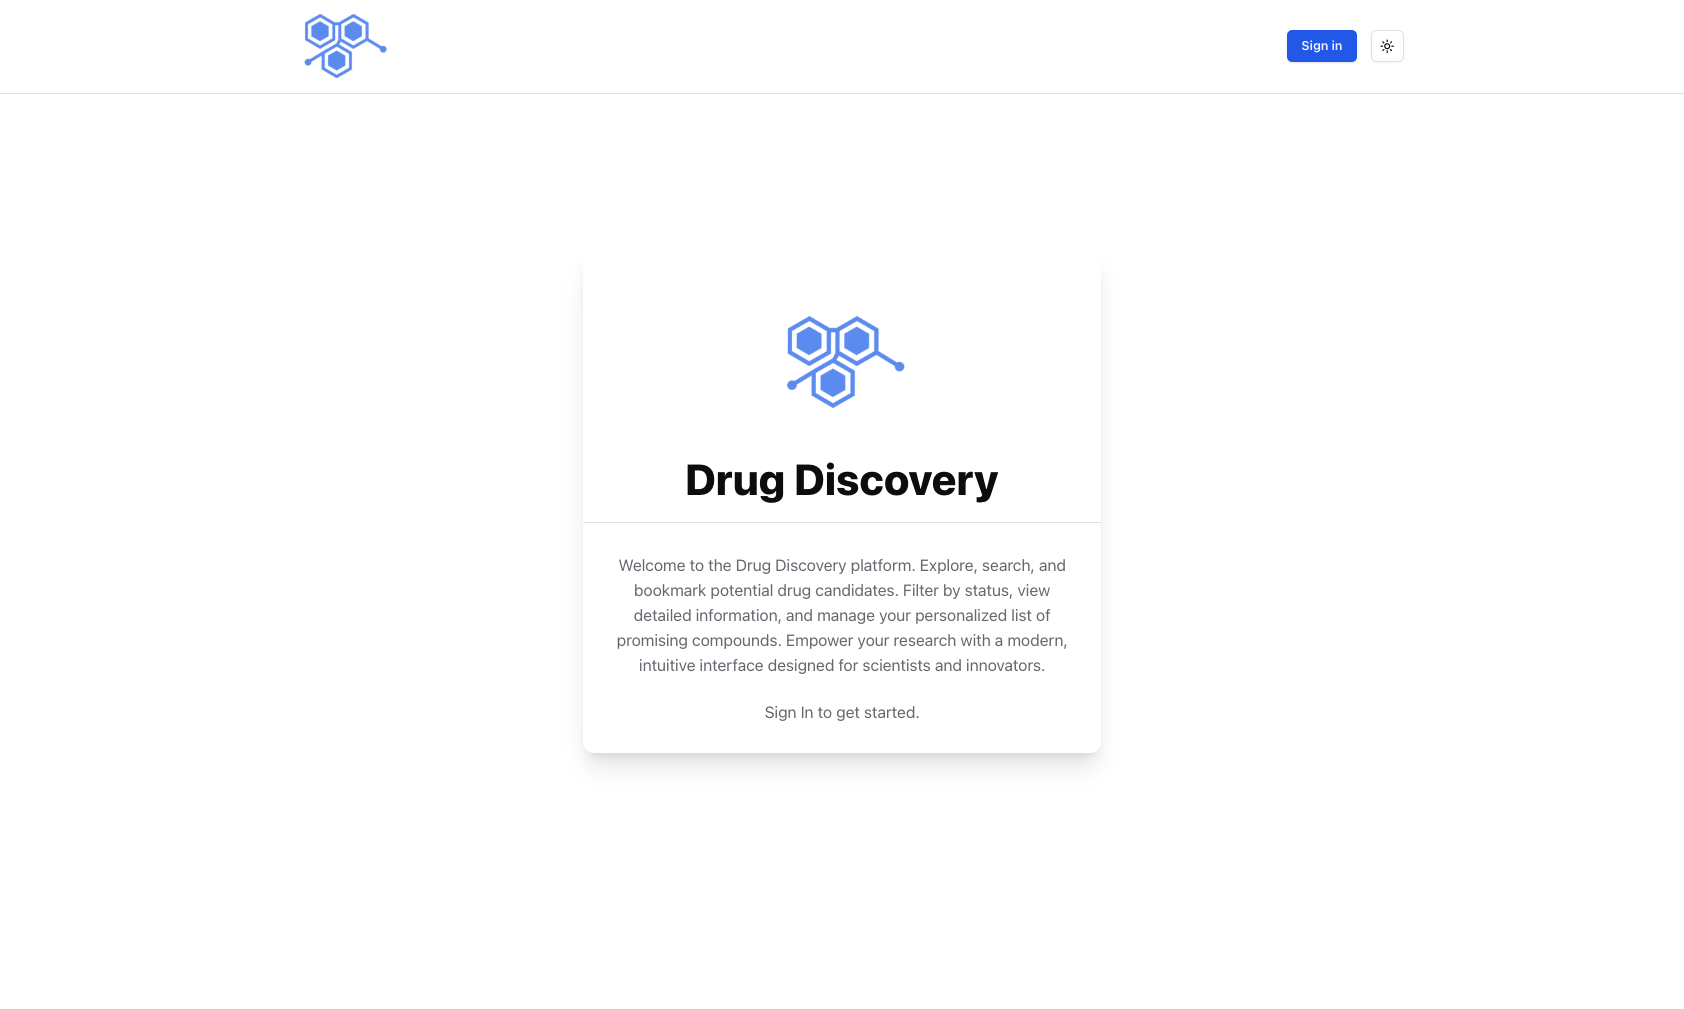 Sign in
Drug Discovery
Welcome to the Drug Discovery platform. Explore, search, and
bookmark potential drug candidates. Filter by status, view
detailed information, and manage your personalized list of
promising compounds. Empower your research with a modern,
intuitive interface designed for scientists and innovators.
Sign In to get started.